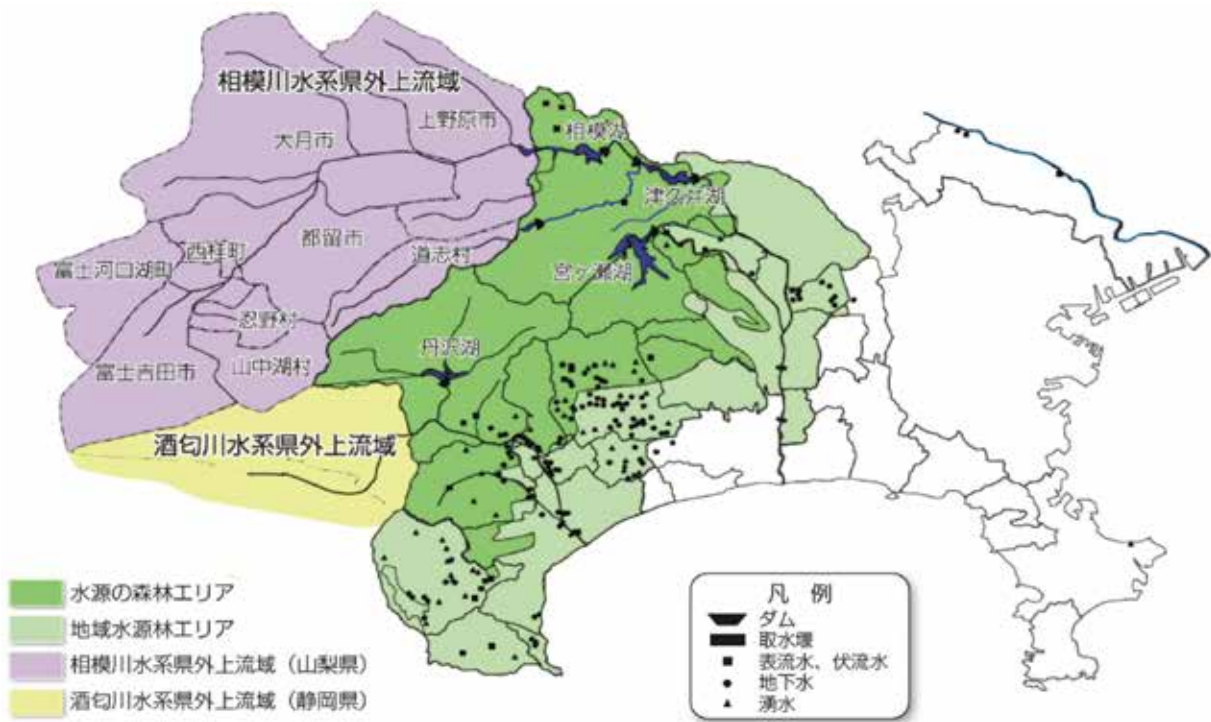 相模川水系県外上流域
上野原市
大月市
相模湖
津久井湖
都留市
西桂町
道志村
宮ヶ瀬湖
富士河口湖町
忍野村
丹沢湖
富士吉田市
山中湖村
酒匂川水系県外上流域
水源の森林エリア
地域水源林エリア
相模川水系県外上流域（山梨県）
酒匂川水系県外上流域（静岡県）
凡 例
ダム
取水堰
表流水、伏流水
地下水
湧水